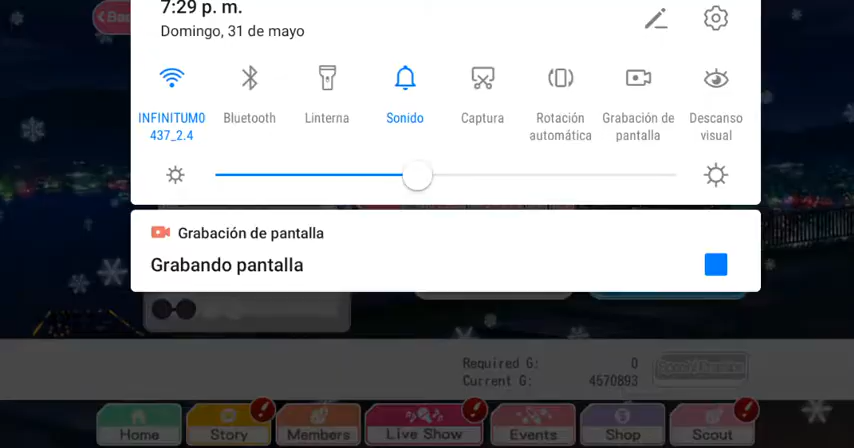 7:29 p. m.
Domingo, 31 de mayo
INFINITUM0
437_2.4
Bluetooth
Linterna
Sonido
Captura
Rotación
automática
Grabación de
pantalla
Descanso
visual
Grabación de pantalla
Grabando pantalla
Required G: 0
Current G: 4570893
Home
Story
Members
Live Show
Events
Shop
Scout